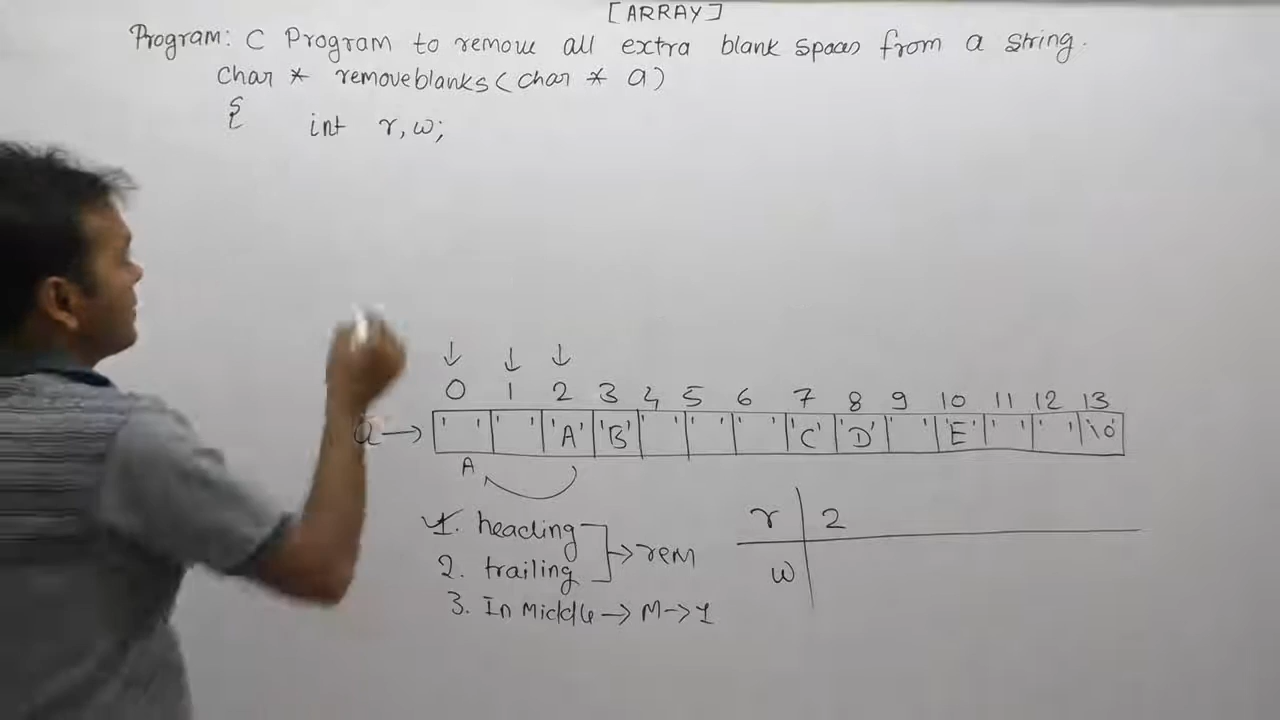 [ARRAY]
Program: C Program to remove all extra blank spaces from a string.
Char * removeblanks(char * a)
{ int r, w;
0 1 2 3 4 5 6 7 8 9 10 11 12 13
a→ ' ' ' ' 'A' 'B' ' ' ' ' ' ' 'C' 'D' ' ' 'E' ' ' ' ' '\0'
A
1. heading
2. trailing → rem
3. In Middle → M→1
r 2
w